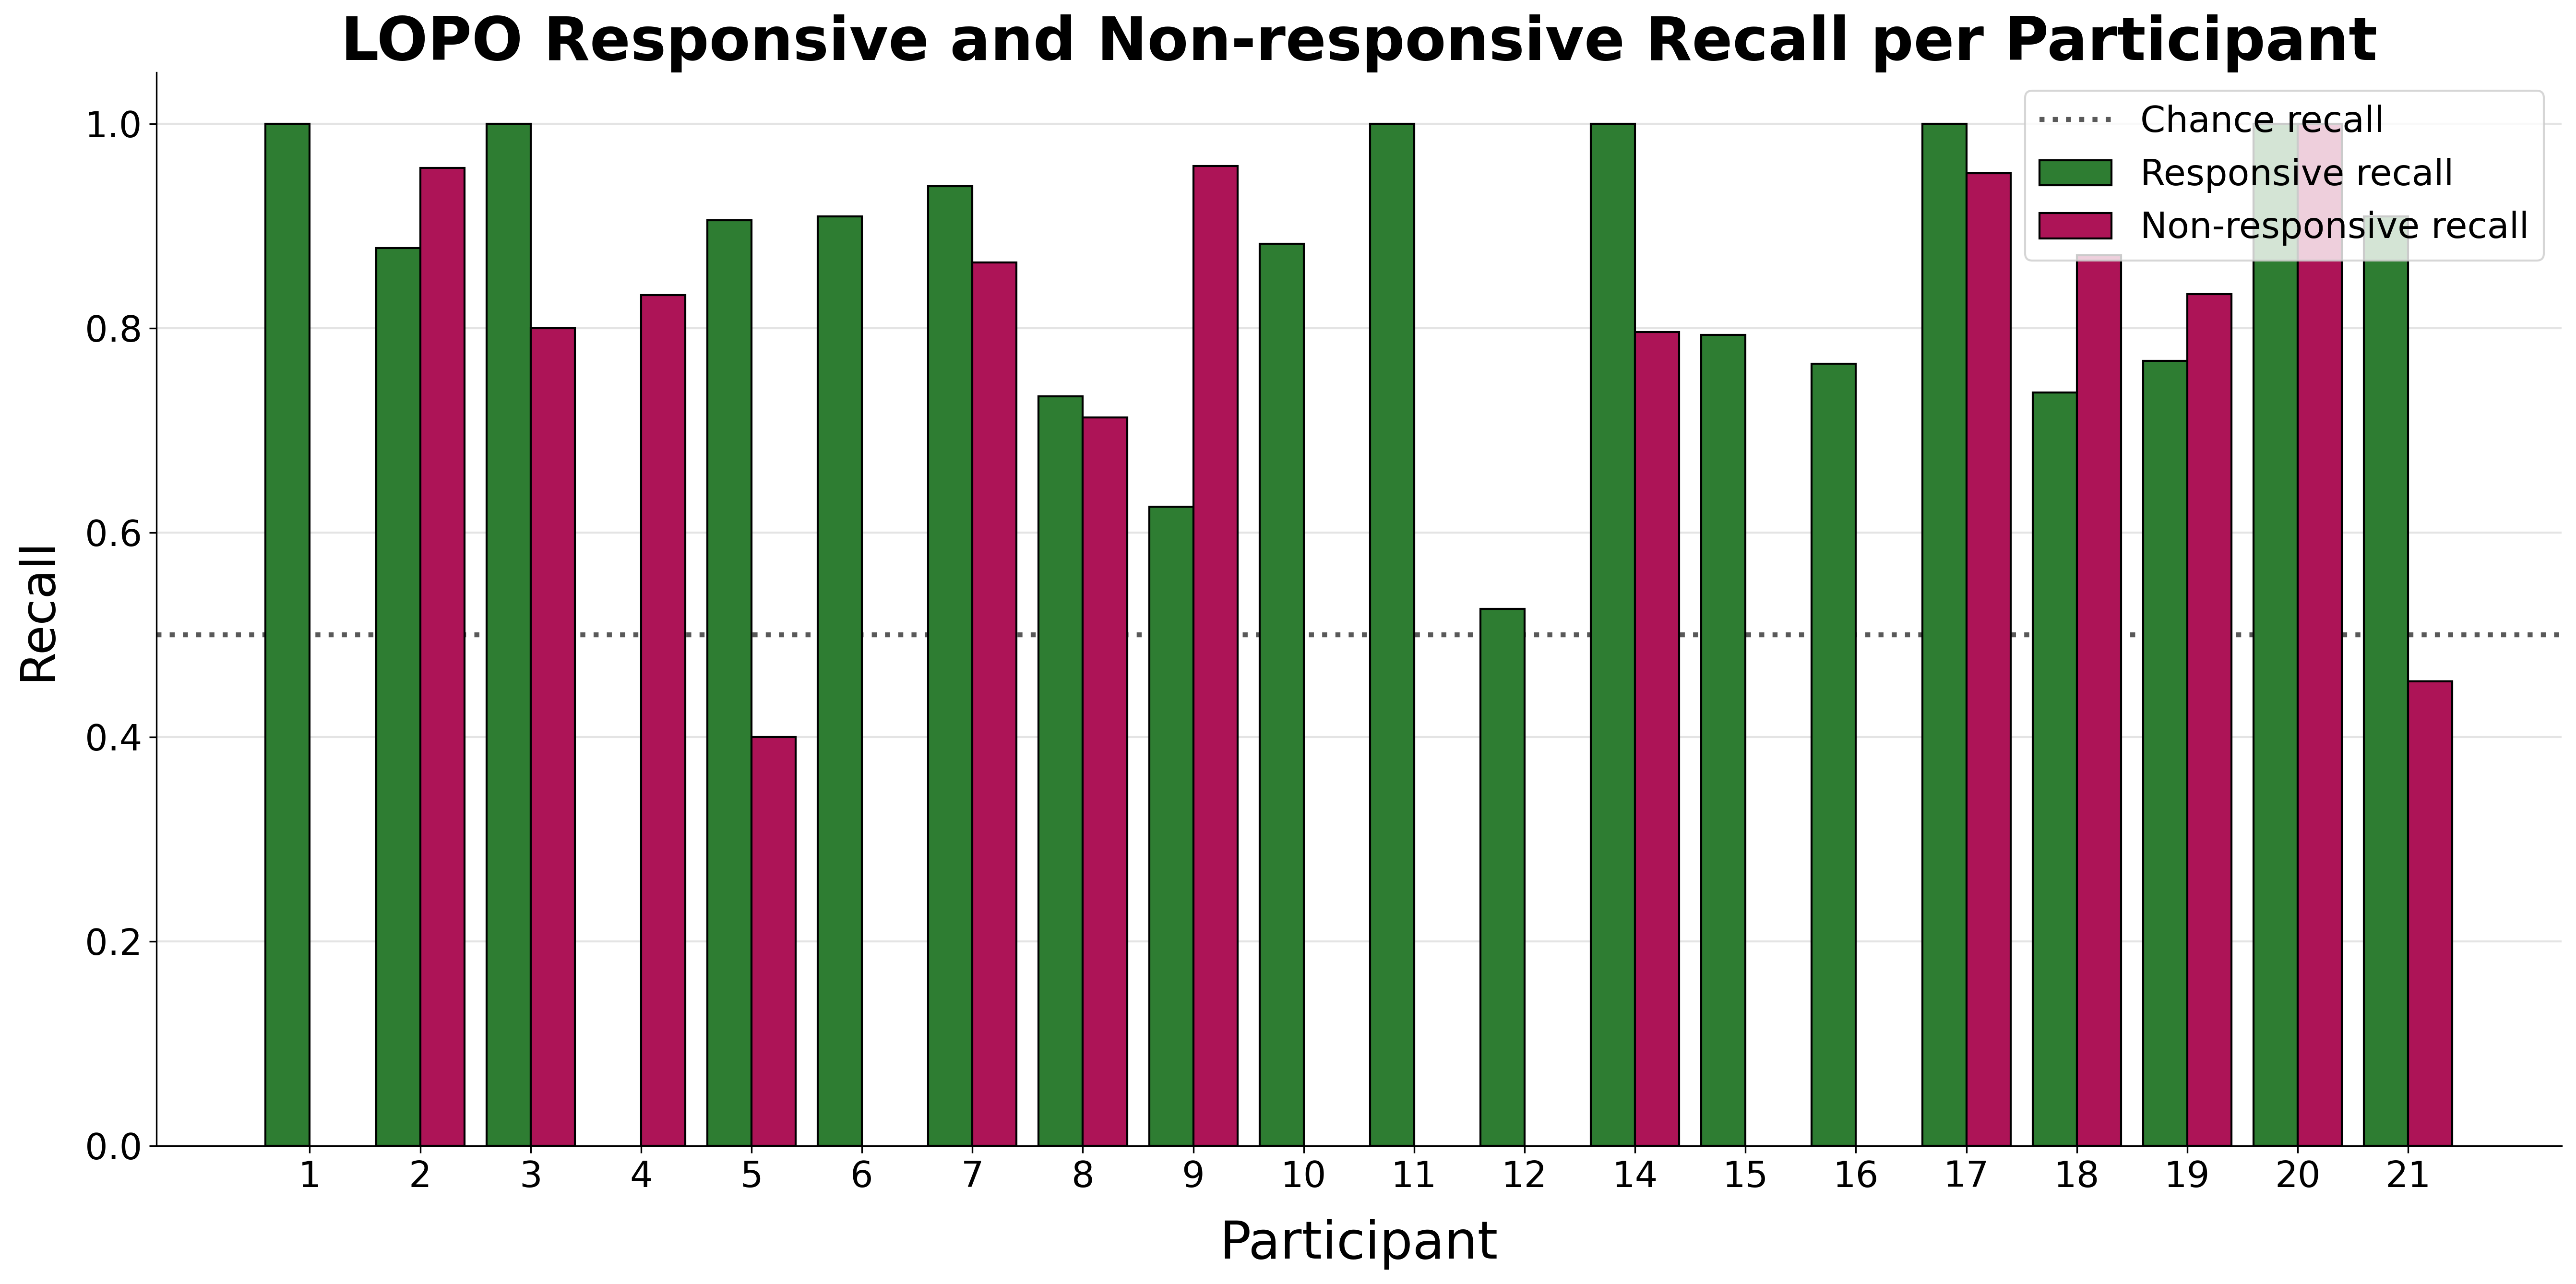 LOPO Responsive and Non-responsive Recall per Participant
Chance recall
Responsive recall
Non-responsive recall
1.0
0.8
0.6
0.4
0.2
0.0
Recall
1 2 3 4 5 6 7 8 9 10 11 12 14 15 16 17 18 19 20 21
Participant